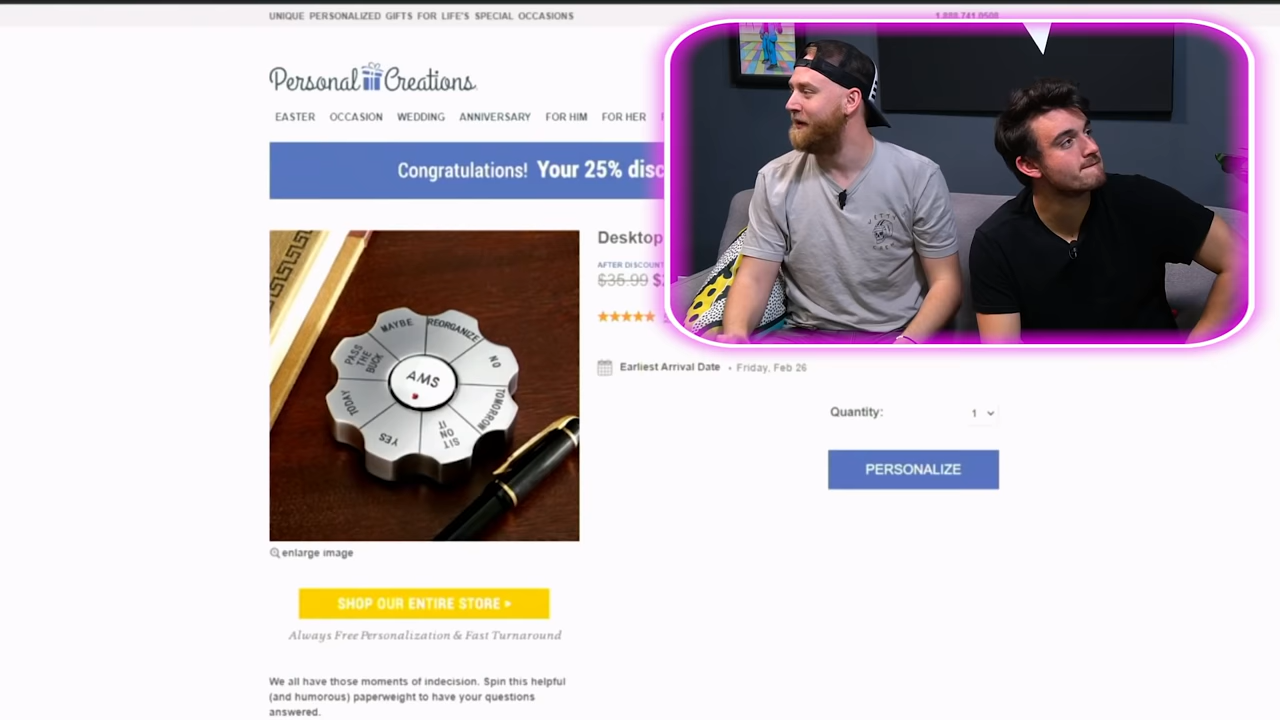 UNIQUE PERSONALIZED GIFTS FOR LIFE'S SPECIAL OCCASIONS
1.888.741.0508
Personal Creations
EASTER OCCASION WEDDING ANNIVERSARY FOR HIM FOR HER
Congratulations! Your 25% disc
Desktop
AFTER DISCOUNT
$35.99 $
Earliest Arrival Date • Friday, Feb 26
Quantity: 1
PERSONALIZE
MAYBE
REORGANIZE
NO
TOMORROW
SIT ON IT
YES
TODAY
PASS THE BUCK
AMS
enlarge image
SHOP OUR ENTIRE STORE >
Always Free Personalization & Fast Turnaround
We all have those moments of indecision. Spin this helpful
(and humorous) paperweight to have your questions
answered.